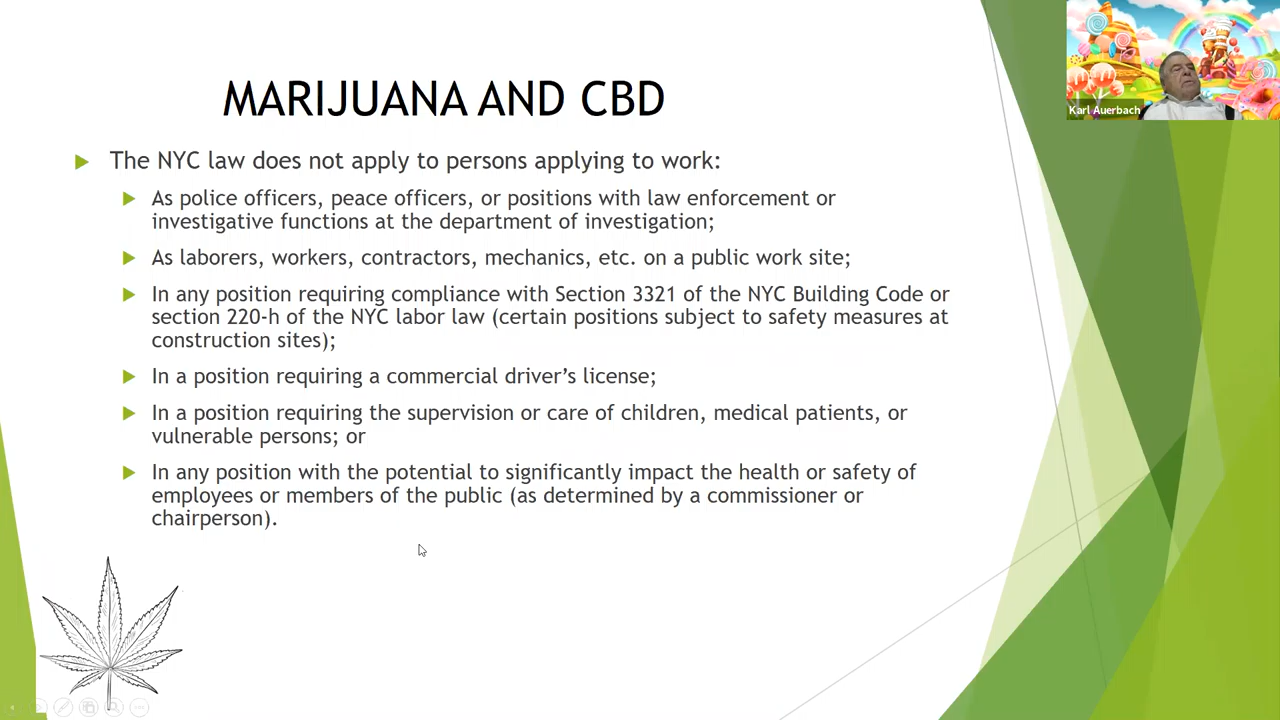 MARIJUANA AND CBD
Karl Auerbach
The NYC law does not apply to persons applying to work:
As police officers, peace officers, or positions with law enforcement or
investigative functions at the department of investigation;
As laborers, workers, contractors, mechanics, etc. on a public work site;
In any position requiring compliance with Section 3321 of the NYC Building Code or
section 220-h of the NYC labor law (certain positions subject to safety measures at
construction sites);
In a position requiring a commercial driver’s license;
In a position requiring the supervision or care of children, medical patients, or
vulnerable persons; or
In any position with the potential to significantly impact the health or safety of
employees or members of the public (as determined by a commissioner or
chairperson).